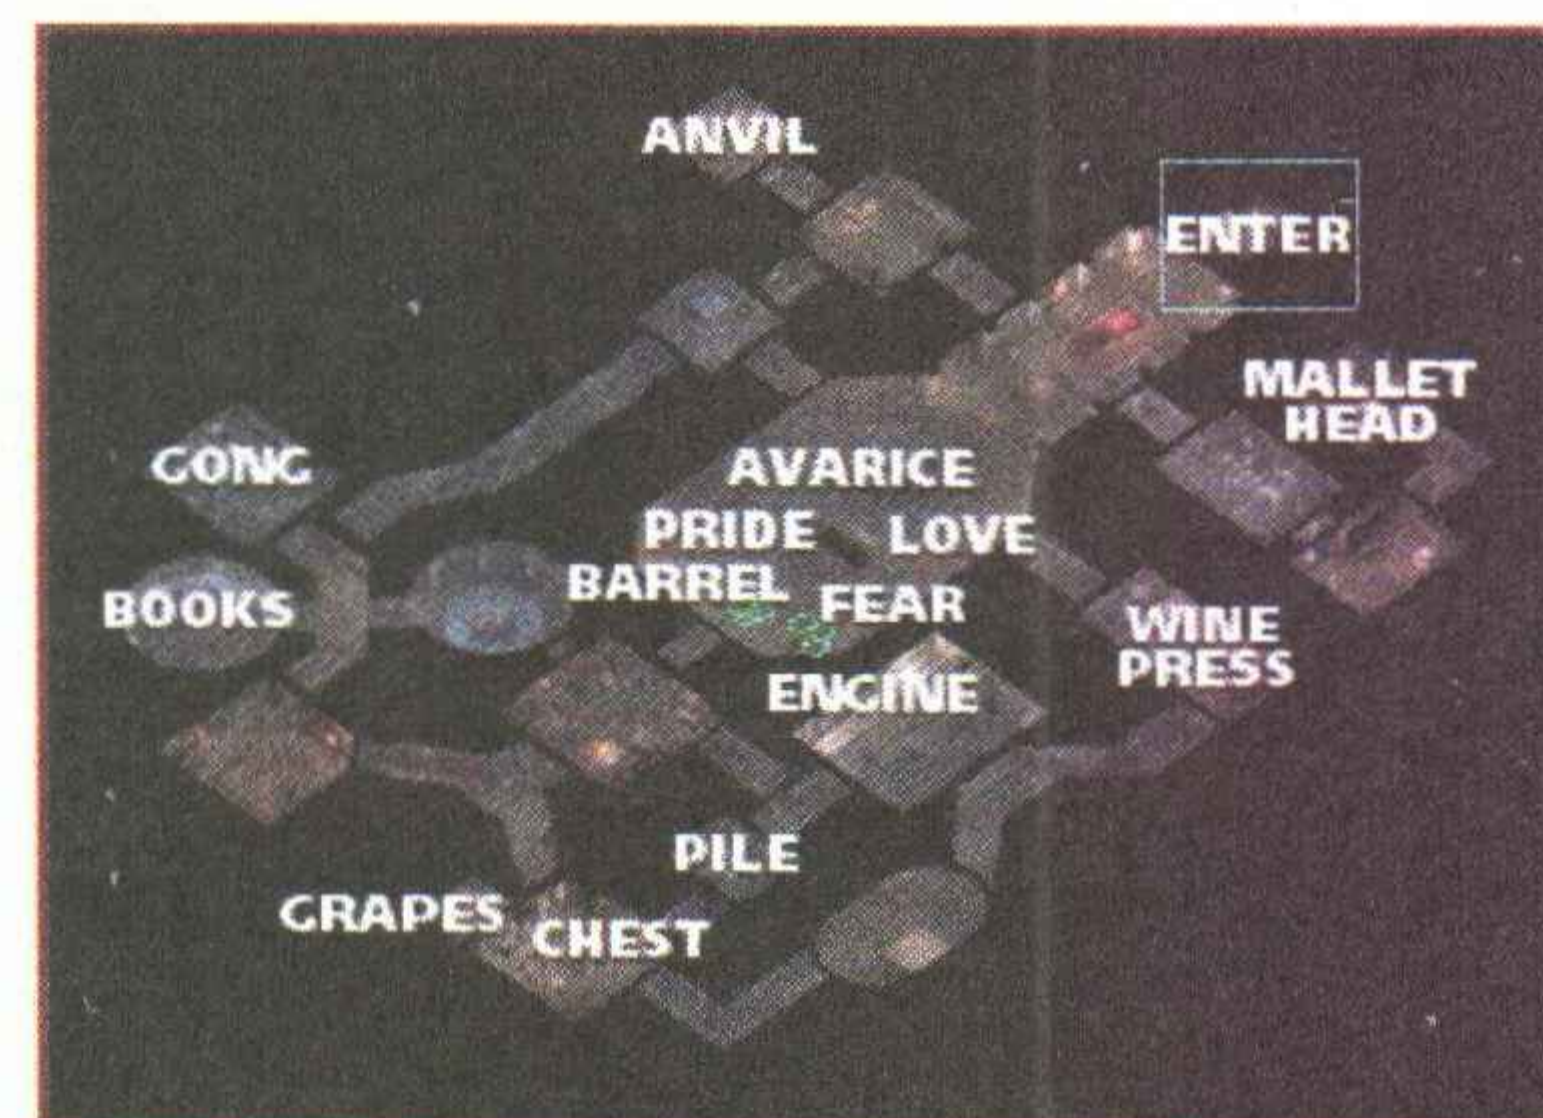 ANVIL
ENTER
MALLET
HEAD
GONG
AVARICE
PRIDE
LOVE
BARREL
FEAR
BOOKS
WINE
PRESS
ENGINE
PILE
GRAPES
CHEST